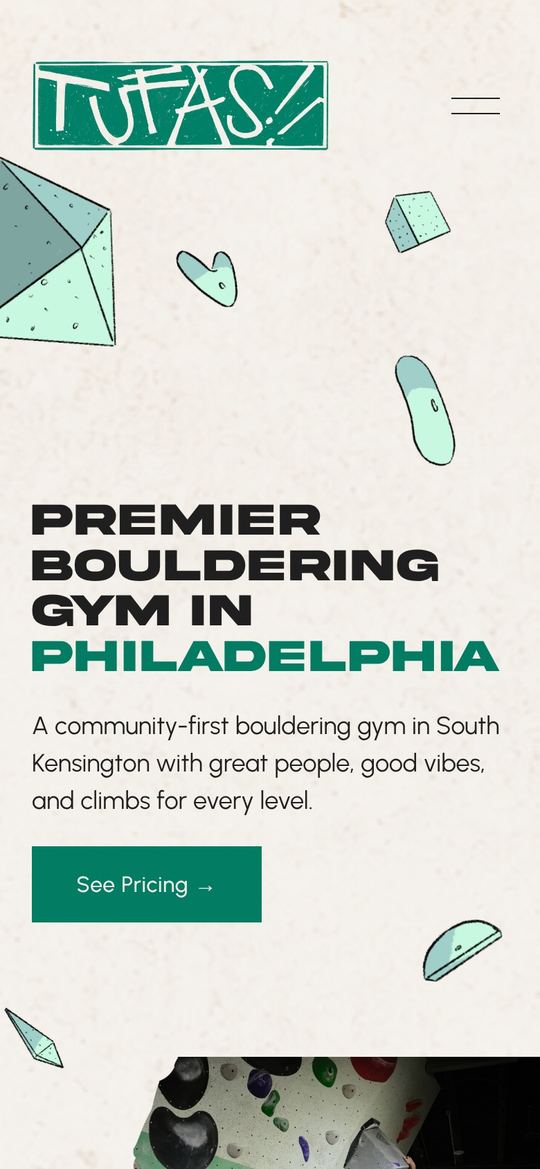 TUFAS!!
PREMIER
BOULDERING
GYM IN
PHILADELPHIA
A community-first bouldering gym in South
Kensington with great people, good vibes,
and climbs for every level.
See Pricing →